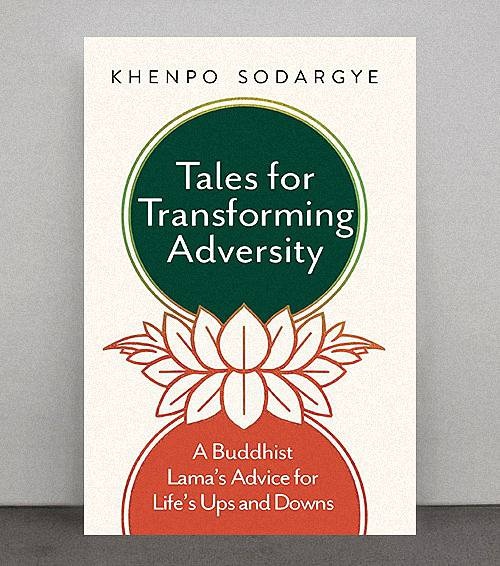 KHENPO SODARGYE
Tales for
Transforming
Adversity
A Buddhist
Lama's Advice for
Life's Ups and Downs